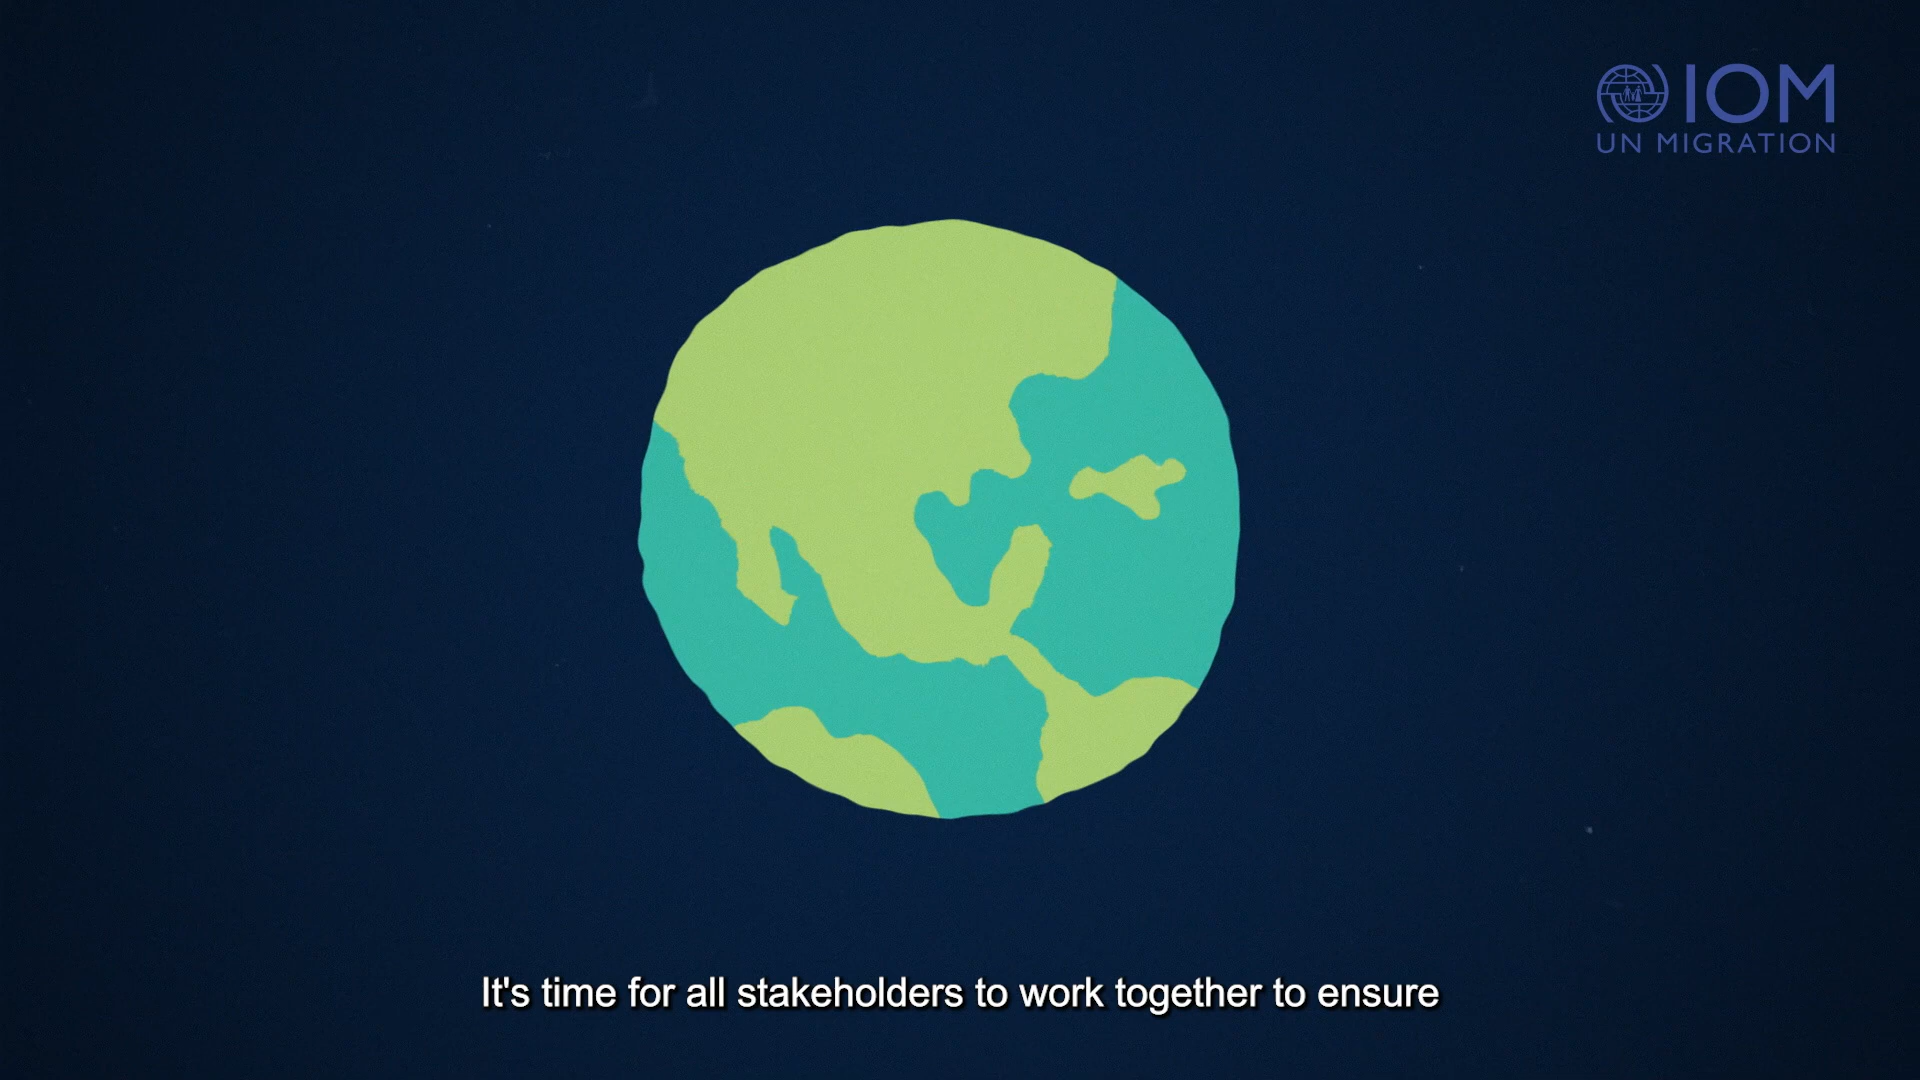 IOM
UN MIGRATION
It's time for all stakeholders to work together to ensure